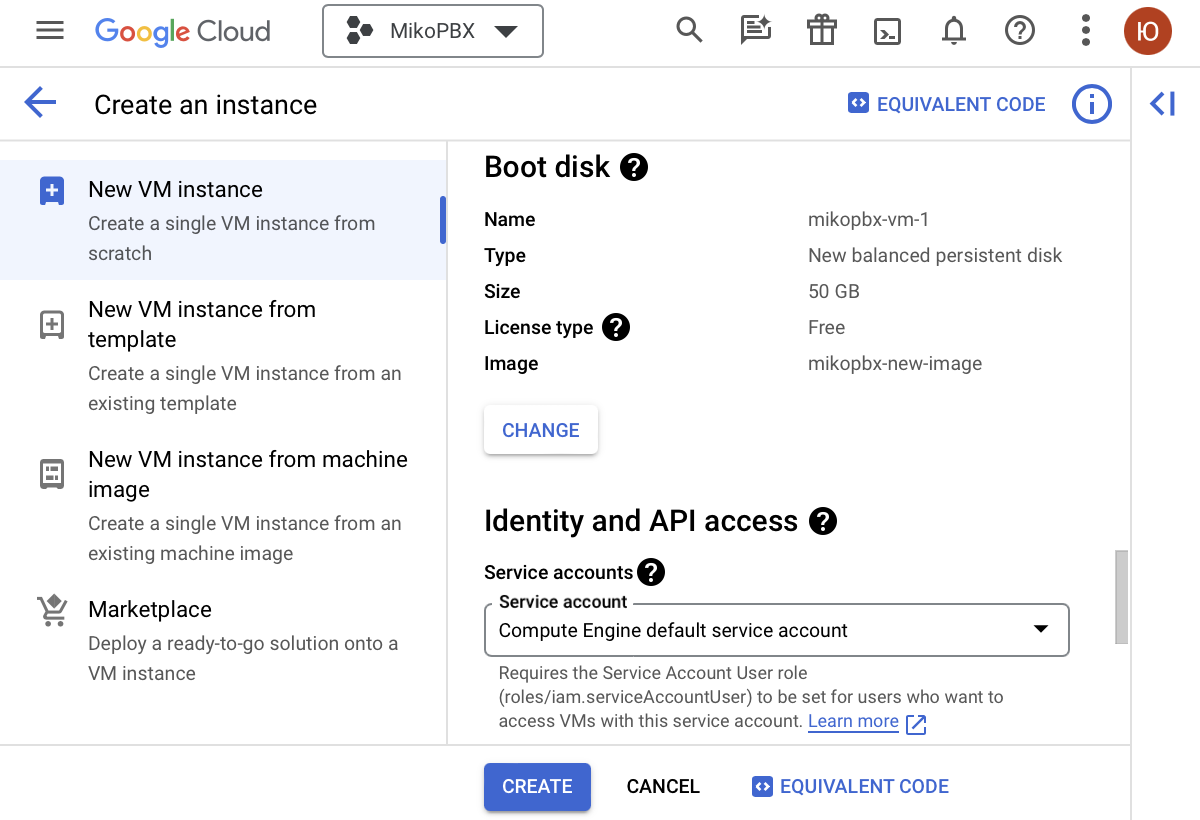 Google Cloud
MikoPBX
Ю
Create an instance
EQUIVALENT CODE
New VM instance
Create a single VM instance from
scratch
New VM instance from
template
Create a single VM instance from an
existing template
New VM instance from machine
image
Create a single VM instance from an
existing machine image
Marketplace
Deploy a ready-to-go solution onto a
VM instance
Boot disk
Name mikopbx-vm-1
Type New balanced persistent disk
Size 50 GB
License type Free
Image mikopbx-new-image
CHANGE
Identity and API access
Service accounts
Service account
Compute Engine default service account
Requires the Service Account User role
(roles/iam.serviceAccountUser) to be set for users who want to
access VMs with this service account. Learn more
CREATE CANCEL EQUIVALENT CODE